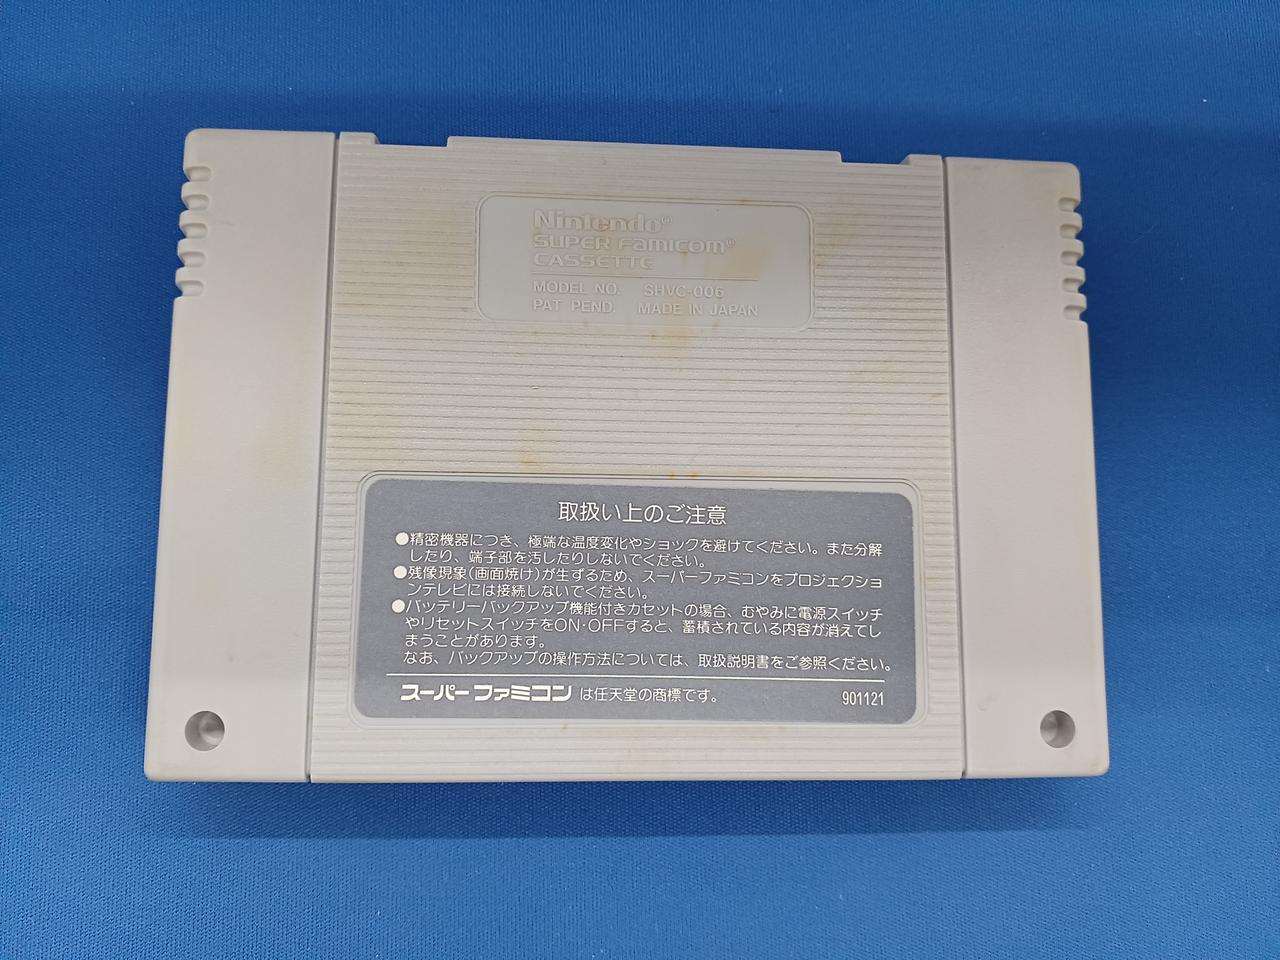 Nintendo®
SUPER FAMICOM®
CASSETTE
MODEL NO. SHVC-006
PAT PEND. MADE IN JAPAN
取扱い上のご注意
●精密機器につき、極端な温度変化やショックを避けてください。また分解
したり、端子部を汚したりしないでください。
●残像現象(画面焼け)が生ずるため、スーパーファミコンをプロジェクショ
ンテレビには接続しないでください。
●バッテリーバックアップ機能付きカセットの場合、むやみに電源スイッチ
やリセットスイッチをON・OFFすると、蓄積されている内容が消えてし
まうことがあります。
なお、バックアップの操作方法については、取扱説明書をご参照ください。
スーパーファミコン は任天堂の商標です。 901121